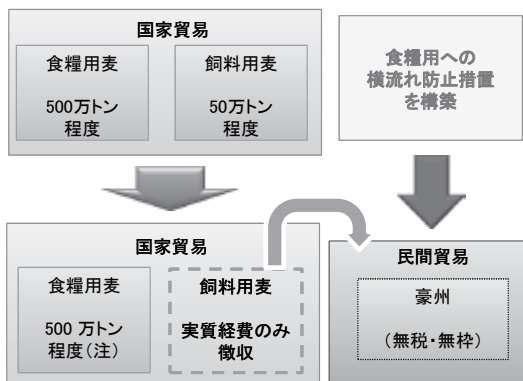 国家貿易
食糧用麦
500万トン
程度
飼料用麦
50万トン
程度
食糧用への
横流れ防止措置
を構築
国家貿易
食糧用麦
500 万トン
程度(注)
飼料用麦
実質経費のみ
徴収
民間貿易
豪州
(無税・無枠)